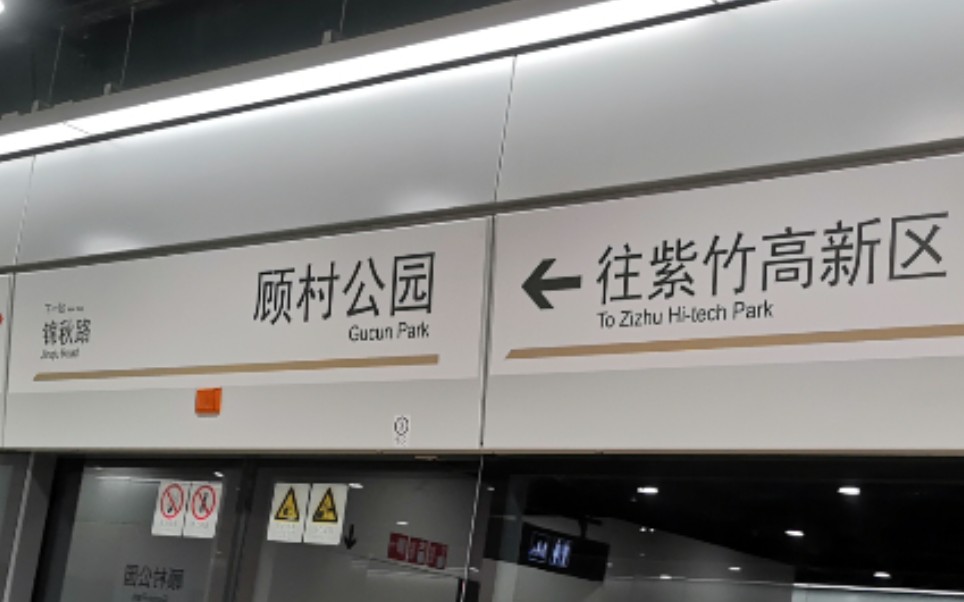 下一站
锦秋路
Jinqiu Road
顾村公园
Gucun Park
往紫竹高新区
To Zizhu Hi-tech Park